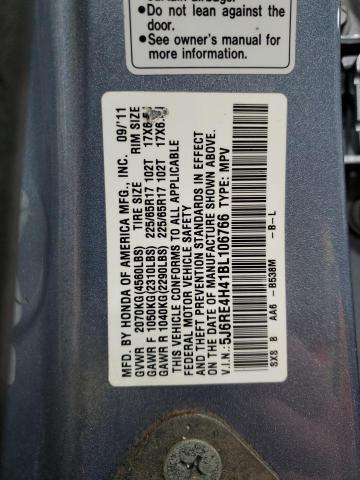 ●Do not lean against the
door.
●See owner's manual for
more information.
MFD. BY HONDA OF AMERICA MFG., INC. 09/'11
GVWR 2070KG(4560LBS) TIRE SIZE RIM SIZE
GAWR F 1050KG(2310LBS) 225/65R17 102T 17X6.5J
GAWR R 1040KG(2290LBS) 225/65R17 102T 17X6.5J
THIS VEHICLE CONFORMS TO ALL APPLICABLE
FEDERAL MOTOR VEHICLE SAFETY
AND THEFT PREVENTION STANDARDS IN EFFECT
ON THE DATE OF MANUFACTURE SHOWN ABOVE.
V.I.N.:5J6RE4H41BL106766 TYPE: MPV
SXS B AA6 -B538M -B-L